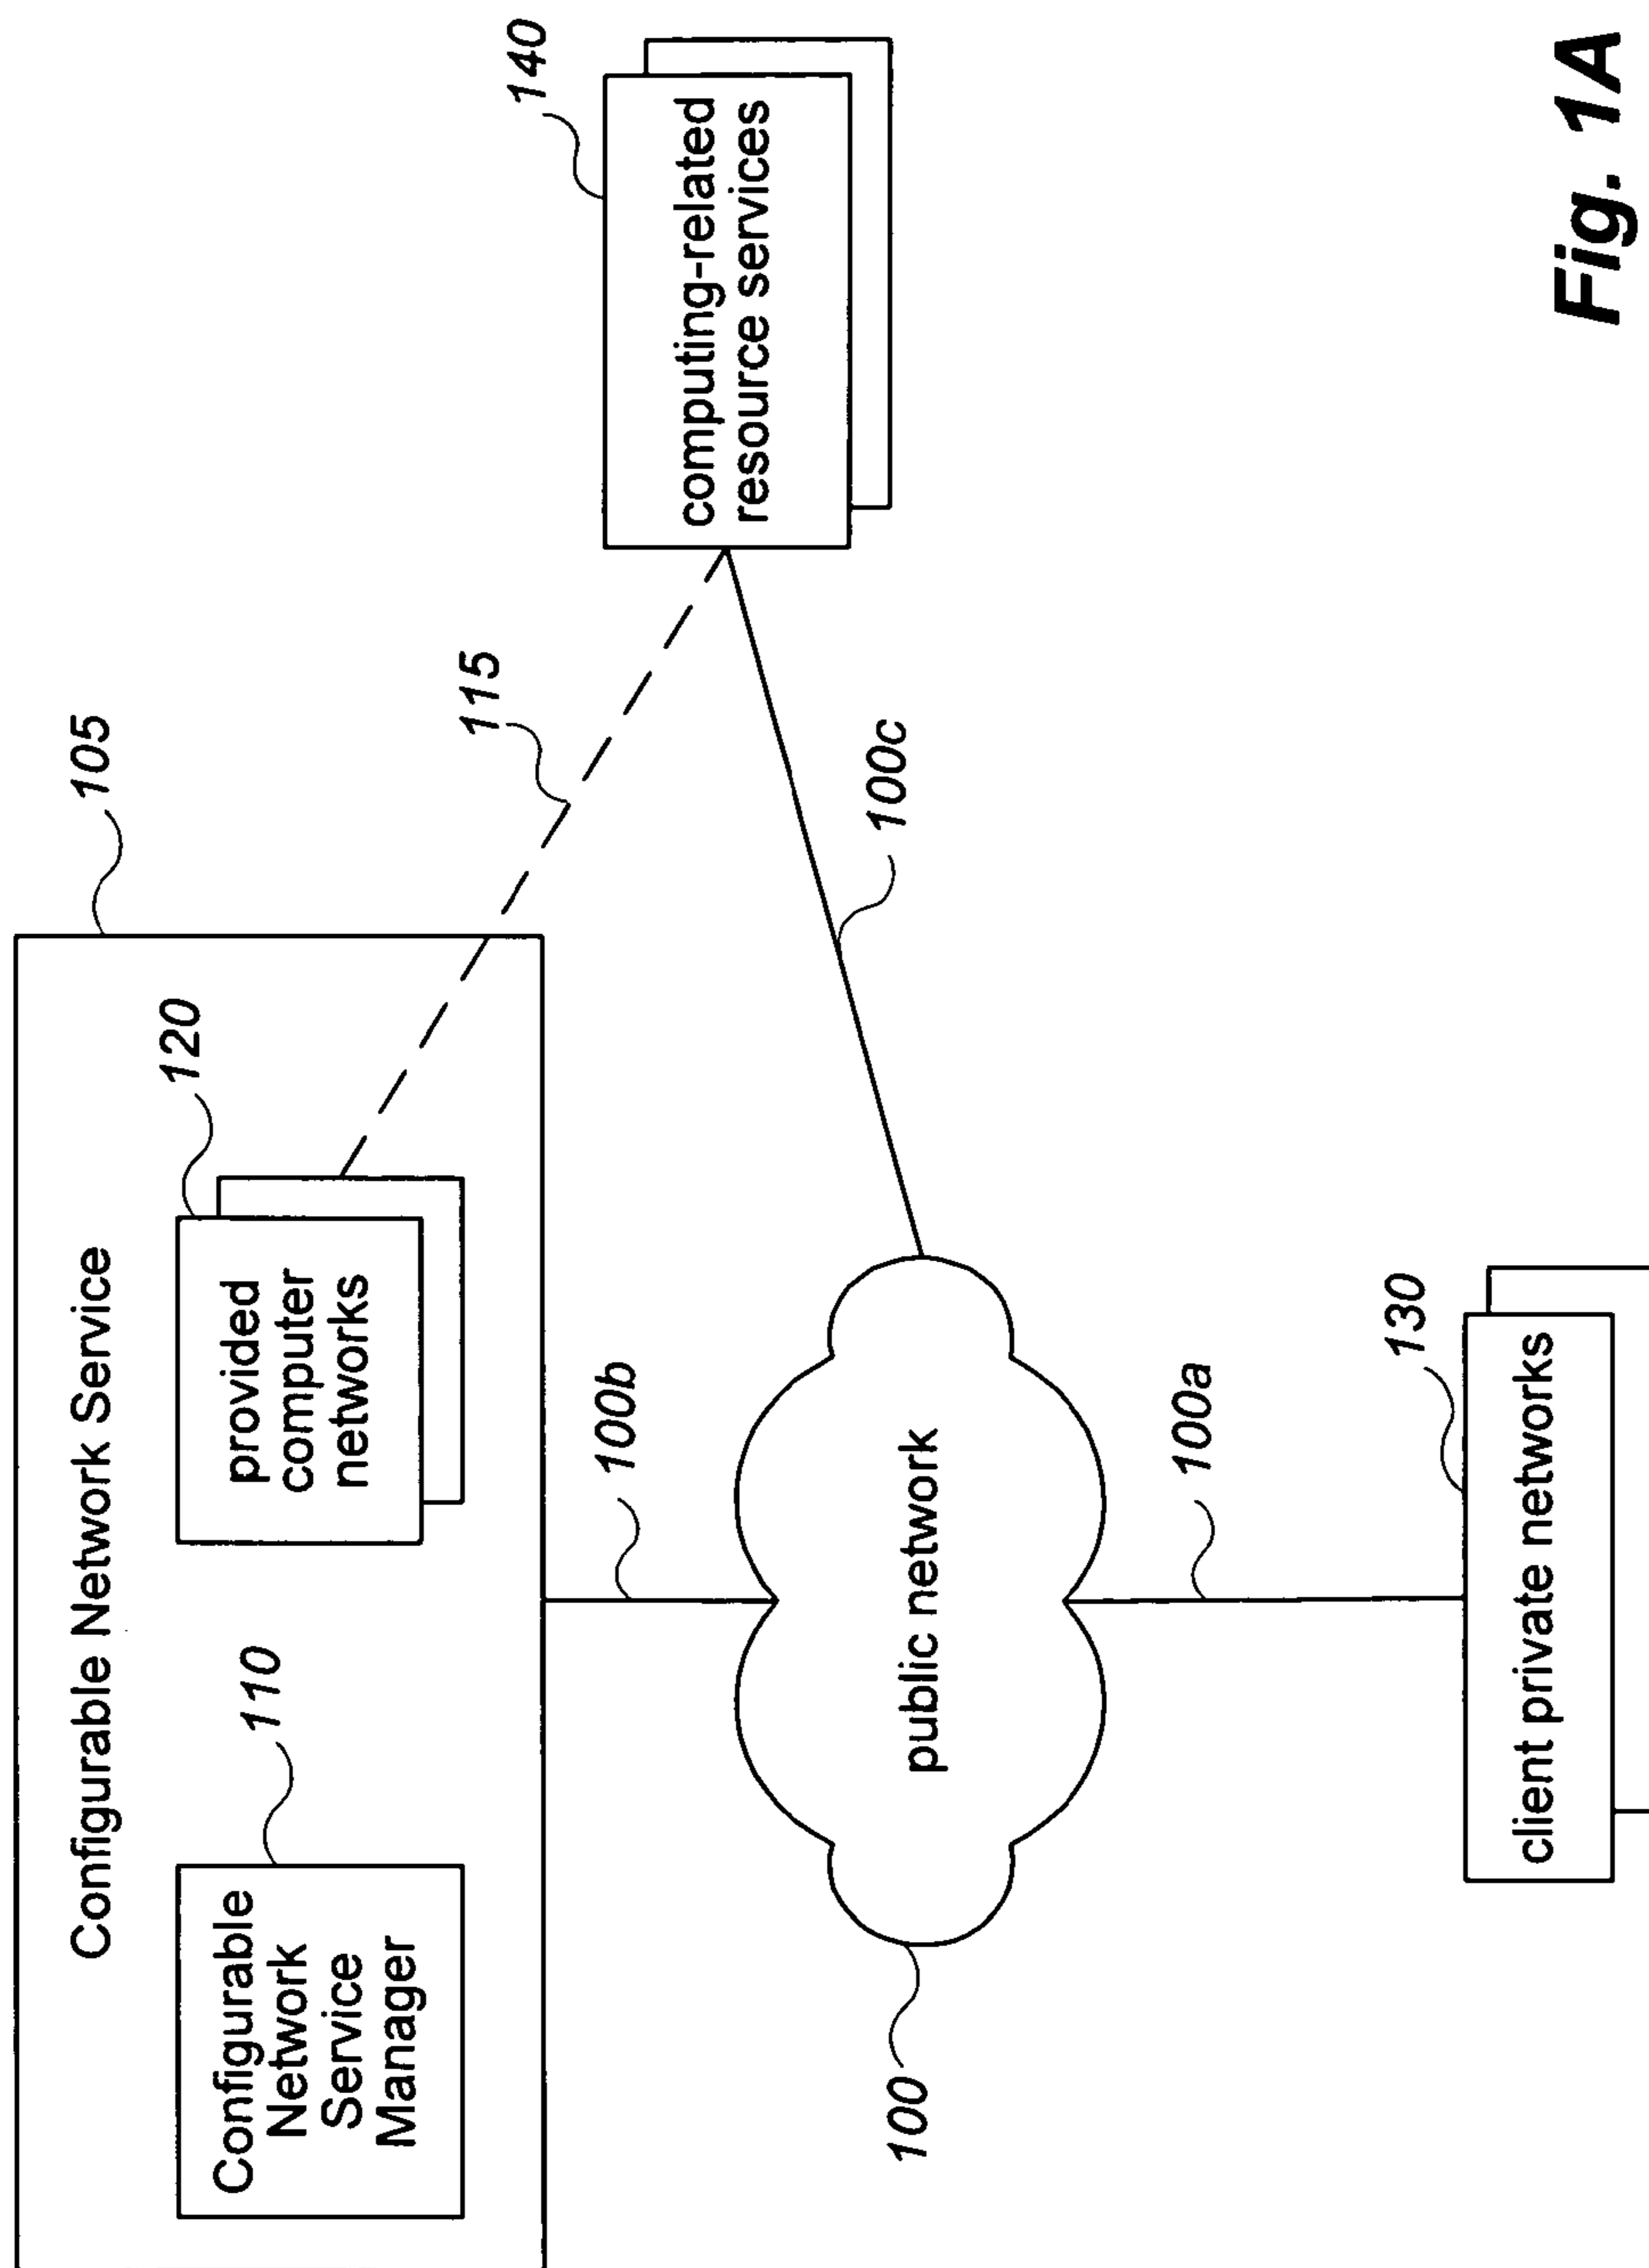 Configurable Network Service
105
110
120
Configurable
Network
Service
Manager
provided
computer
networks
115
140
computing-related
resource services
100b
100c
100
public network
100a
130
client private networks
Fig. 1A